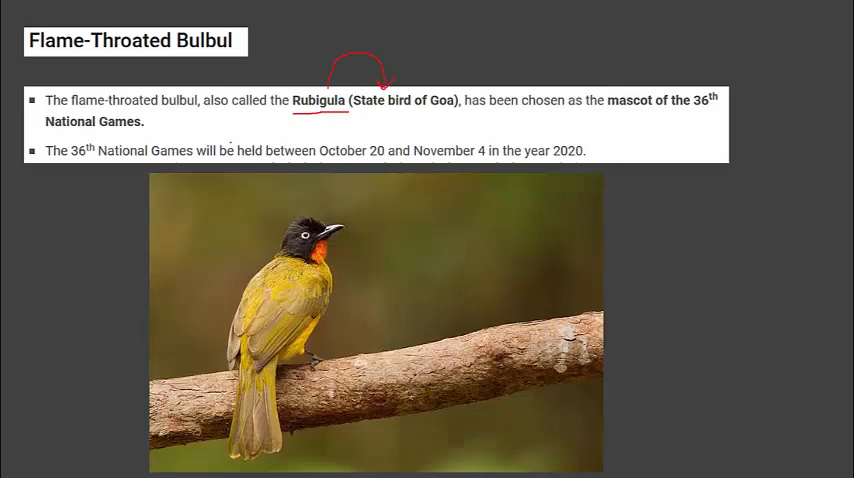 Flame-Throated Bulbul
▪ The flame-throated bulbul, also called the Rubigula (State bird of Goa), has been chosen as the mascot of the 36th
National Games.
▪ The 36th National Games will be held between October 20 and November 4 in the year 2020.